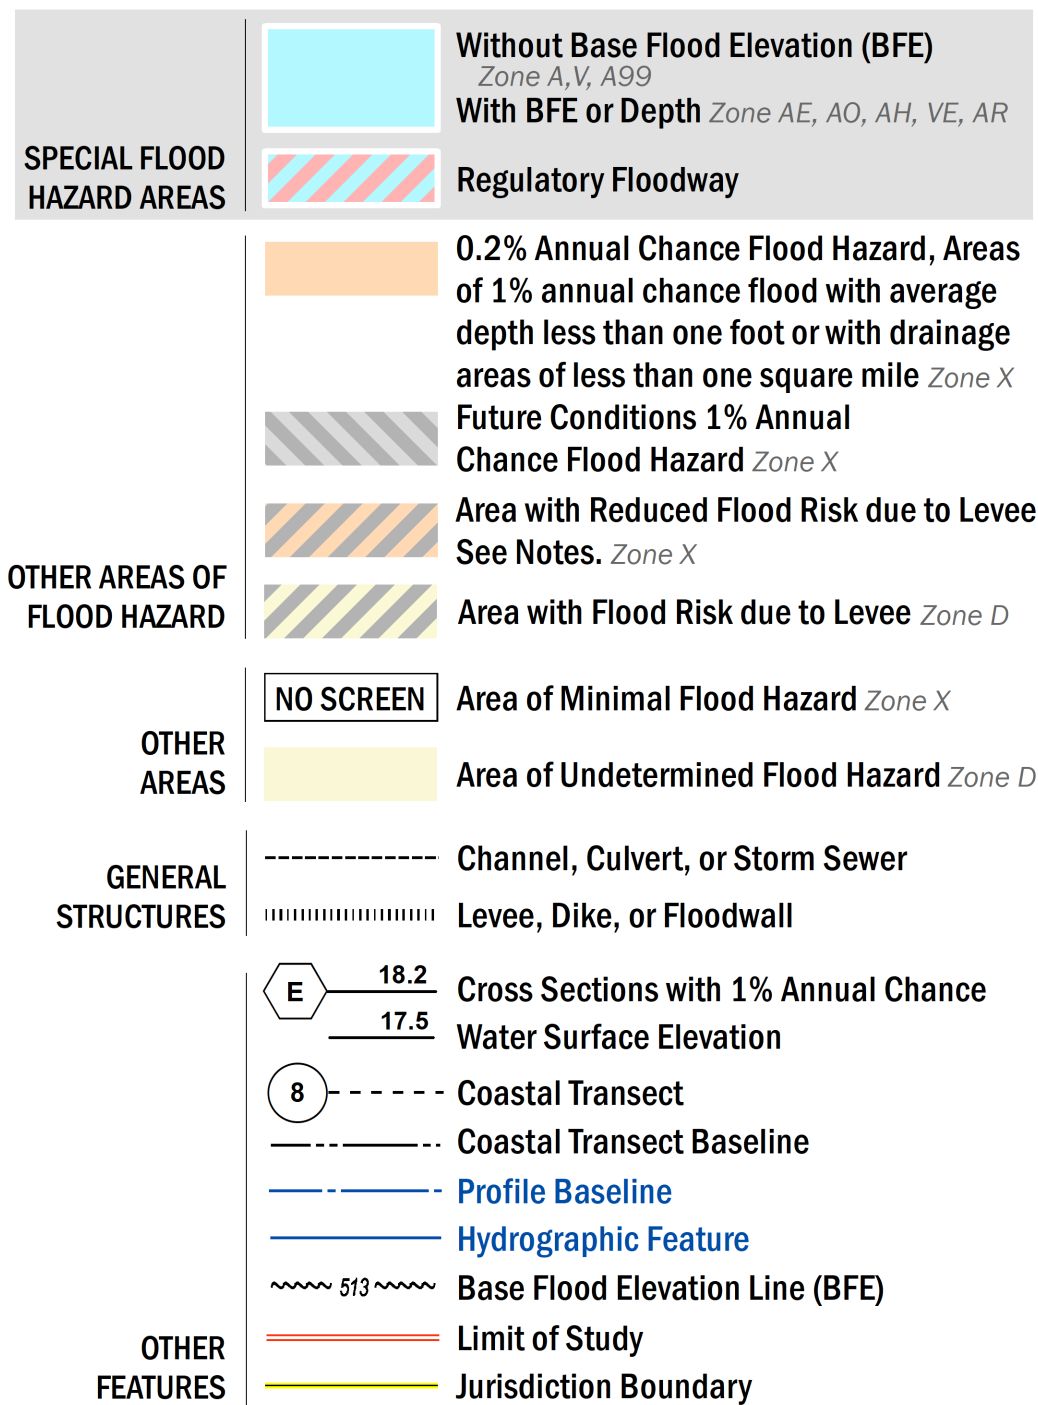 SPECIAL FLOOD
HAZARD AREAS
Without Base Flood Elevation (BFE)
Zone A,V, A99
With BFE or Depth Zone AE, AO, AH, VE, AR
Regulatory Floodway
OTHER AREAS OF
FLOOD HAZARD
0.2% Annual Chance Flood Hazard, Areas
of 1% annual chance flood with average
depth less than one foot or with drainage
areas of less than one square mile Zone X
Future Conditions 1% Annual
Chance Flood Hazard Zone X
Area with Reduced Flood Risk due to Levee
See Notes. Zone X
Area with Flood Risk due to Levee Zone D
OTHER
AREAS
NO SCREEN Area of Minimal Flood Hazard Zone X
Area of Undetermined Flood Hazard Zone D
GENERAL
STRUCTURES
Channel, Culvert, or Storm Sewer
Levee, Dike, or Floodwall
OTHER
FEATURES
E 18.2 Cross Sections with 1% Annual Chance
17.5 Water Surface Elevation
8 Coastal Transect
Coastal Transect Baseline
Profile Baseline
Hydrographic Feature
513 Base Flood Elevation Line (BFE)
Limit of Study
Jurisdiction Boundary